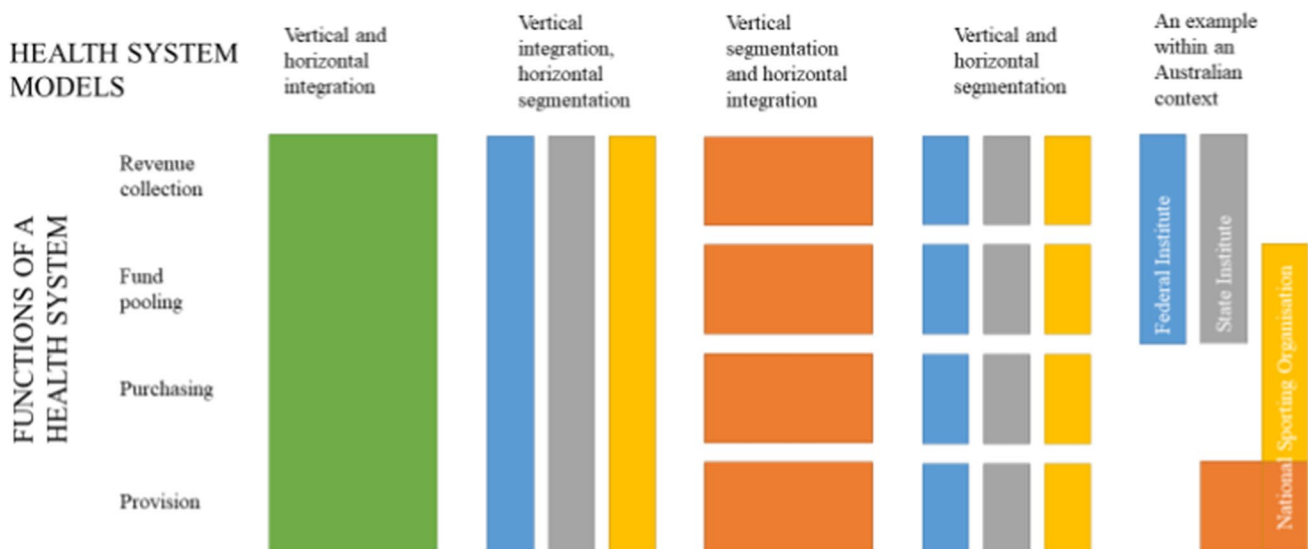 HEALTH SYSTEM
MODELS
Vertical and
horizontal
integration
Vertical
integration,
horizontal
segmentation
Vertical
segmentation
and horizontal
integration
Vertical and
horizontal
segmentation
An example
within an
Australian
context
FUNCTIONS OF A
HEALTH SYSTEM
Revenue
collection
Fund
pooling
Purchasing
Provision
Federal Institute
State Institute
National Sporting Organisation